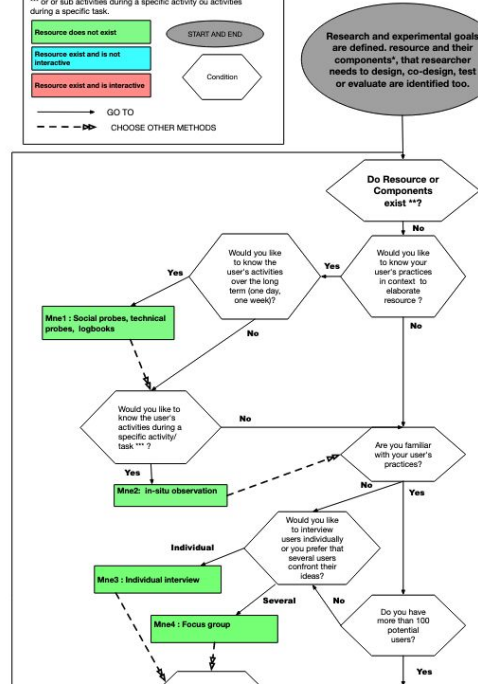 *** or or sub activities during a specific activity ou activities
during a specific task.
Resource does not exist
START AND END
Resource exist and is not
interactive
Condition
Resource exist and is interactive
GO TO
CHOOSE OTHER METHODS
Research and experimental goals
are defined. resource and their
components*, that researcher
needs to design, co-design, test
or evaluate are identified too.
Do Resource or
Components
exist **?
No
Would you like
to know your
user's practices
in context to
elaborate
resource ?
Yes
No
Would you like
to know the
user's activities
over the long
term (one day,
one week)?
Yes
No
Mne1 : Social probes, technical
probes, logbooks
Would you like to
know the user's
activities during a
specific activity/
task *** ?
No
Yes
Mne2: in-situ observation
Are you familiar
with your user's
practices?
No
Yes
Would you like
to interview
users individually
or you prefer that
several users
confront their
ideas?
Individual
Several
Mne3 : Individual interview
Mne4 : Focus group
No
Do you have
more than 100
potential
users?
Yes